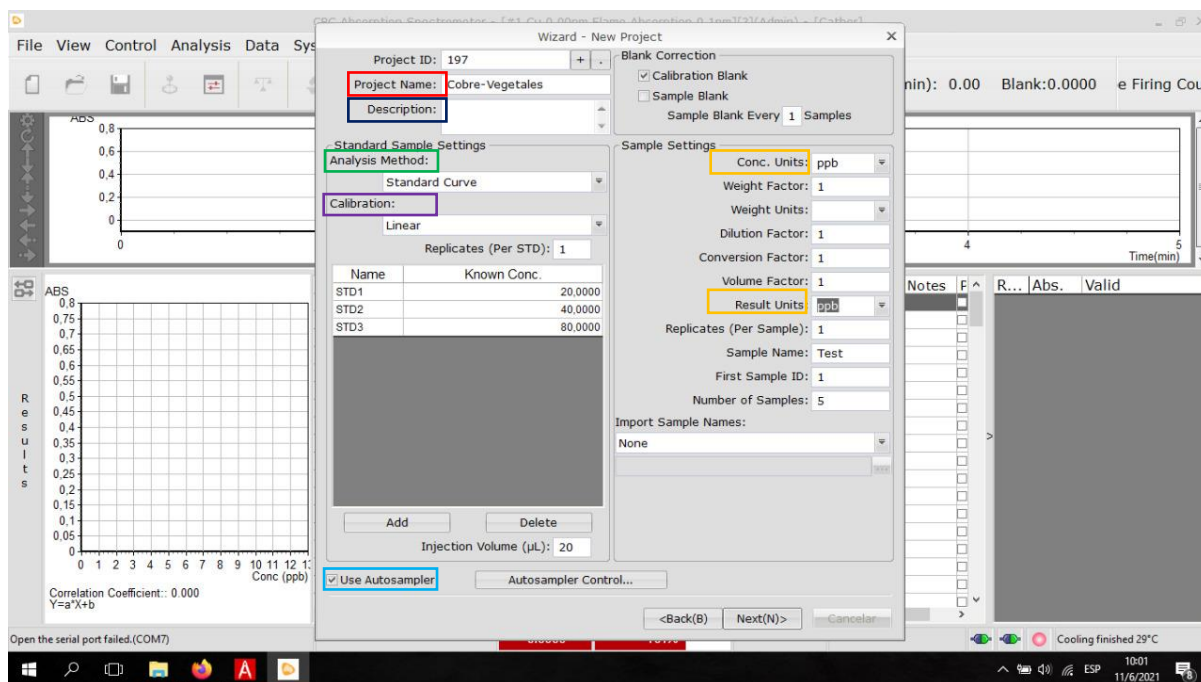 Wizard - New Project
File View Control Analysis Data Sys
Project ID: 197 + .
Project Name: Cobre-Vegetales
Description:
Blank Correction
Calibration Blank
Sample Blank
Sample Blank Every 1 Samples
min): 0.00 Blank:0.0000 e Firing Cou
Standard Sample Settings
Analysis Method:
Standard Curve
Calibration:
Linear
Replicates (Per STD): 1
Name Known Conc.
STD1 20,0000
STD2 40,0000
STD3 80,0000
Add Delete
Injection Volume (µL): 20
Use Autosampler
Autosampler Control...
Sample Settings
Conc. Units: ppb
Weight Factor: 1
Weight Units:
Dilution Factor: 1
Conversion Factor: 1
Volume Factor: 1
Result Units ppb
Replicates (Per Sample): 1
Sample Name: Test
First Sample ID: 1
Number of Samples: 5
Import Sample Names:
None
<Back(B) Next(N)> Cancelar
ABS
0,8
0,6
0,4
0,2
0
0 4 5
Time(min)
Notes F R... Abs. Valid
Results
ABS
0,8
0,75
0,7
0,65
0,6
0,55
0,5
0,45
0,4
0,35
0,3
0,25
0,2
0,15
0,1
0,05
0
0 1 2 3 4 5 6 7 8 9 10 11 12
Conc (ppb)
Correlation Coefficient:: 0.000
Y=a*X+b
Open the serial port failed.(COM7)
Cooling finished 29°C
ESP
10:01
11/6/2021